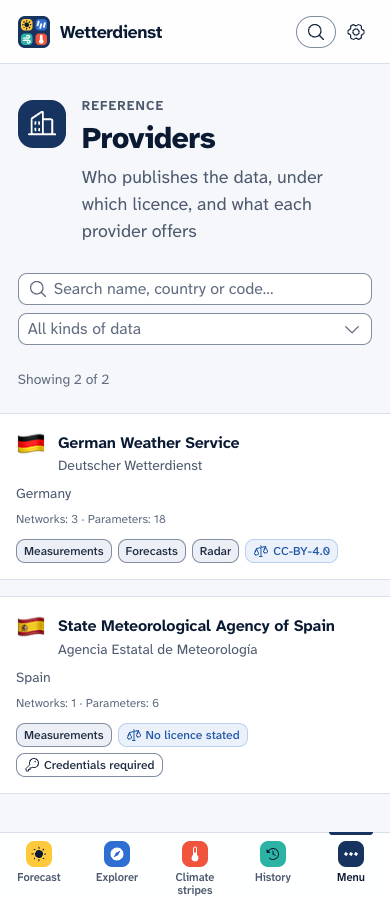 Wetterdienst
REFERENCE
Providers
Who publishes the data, under
which licence, and what each
provider offers
Search name, country or code...
All kinds of data
Showing 2 of 2
German Weather Service
Deutscher Wetterdienst
Germany
Networks: 3 · Parameters: 18
Measurements Forecasts Radar CC-BY-4.0
State Meteorological Agency of Spain
Agencia Estatal de Meteorología
Spain
Networks: 1 · Parameters: 6
Measurements No licence stated
Credentials required
Forecast Explorer Climate stripes History Menu